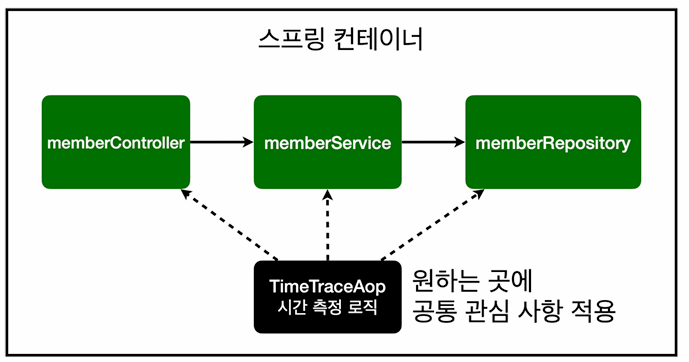 스프링 컨테이너
memberController
memberService
memberRepository
TimeTraceAop
시간 측정 로직
원하는 곳에
공통 관심 사항 적용